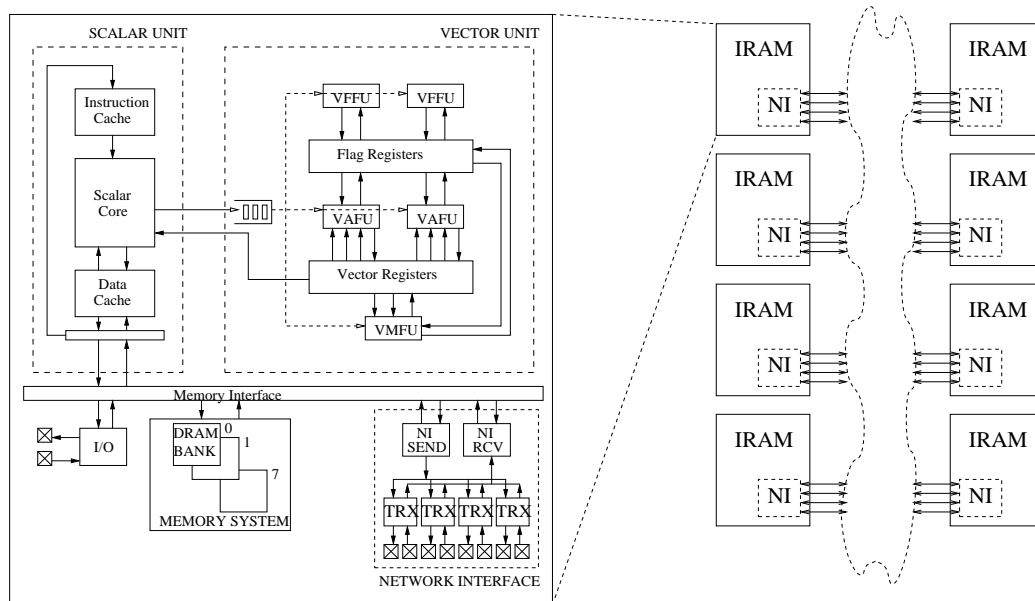 SCALAR UNIT
VECTOR UNIT
Instruction
Cache
Scalar
Core
Data
Cache
VFFU
VFFU
Flag Registers
VAFU
VAFU
Vector Registers
VMFU
Memory Interface
I/O
DRAM
BANK
0
1
7
MEMORY SYSTEM
NI
SEND
NI
RCV
TRX
TRX
TRX
TRX
NETWORK INTERFACE
IRAM
NI
IRAM
NI
IRAM
NI
IRAM
NI
IRAM
NI
IRAM
NI
IRAM
NI
IRAM
NI